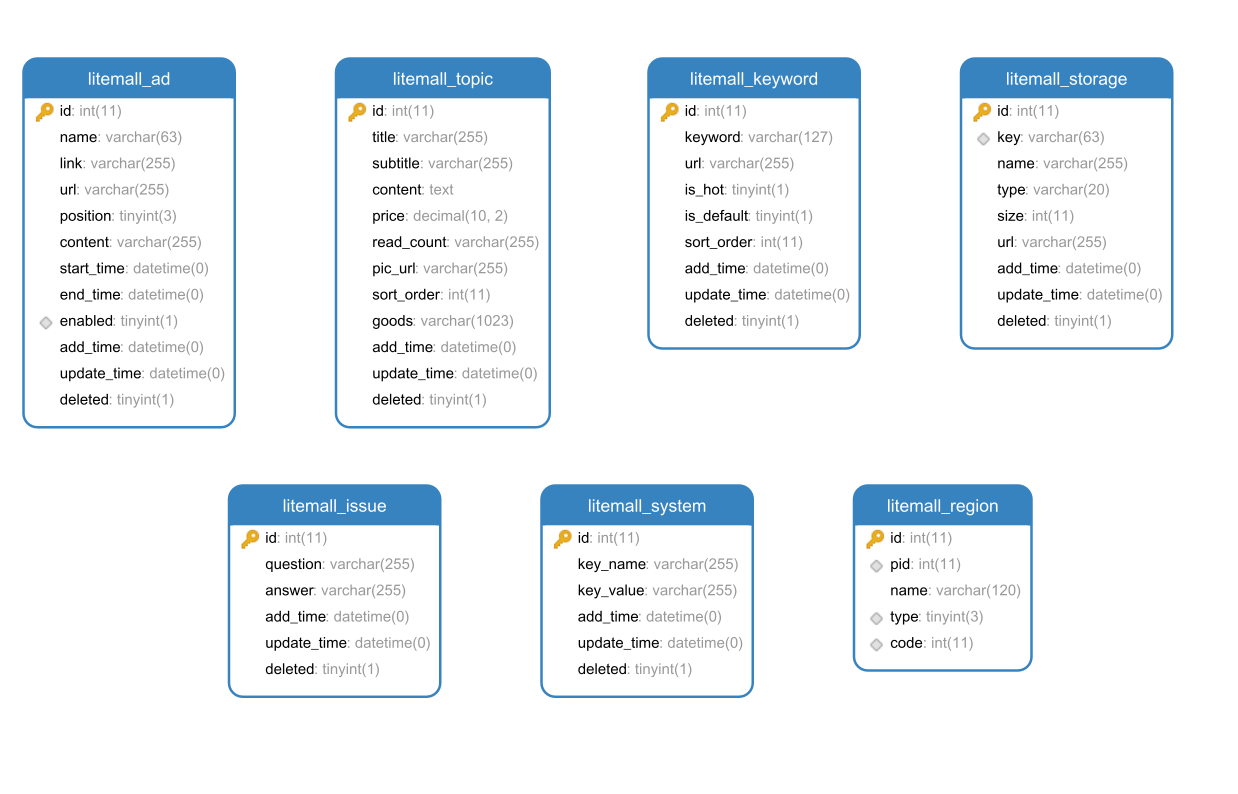 litemall_ad
id: int(11)
name: varchar(63)
link: varchar(255)
url: varchar(255)
position: tinyint(3)
content: varchar(255)
start_time: datetime(0)
end_time: datetime(0)
enabled: tinyint(1)
add_time: datetime(0)
update_time: datetime(0)
deleted: tinyint(1)
litemall_topic
id: int(11)
title: varchar(255)
subtitle: varchar(255)
content: text
price: decimal(10, 2)
read_count: varchar(255)
pic_url: varchar(255)
sort_order: int(11)
goods: varchar(1023)
add_time: datetime(0)
update_time: datetime(0)
deleted: tinyint(1)
litemall_keyword
id: int(11)
keyword: varchar(127)
url: varchar(255)
is_hot: tinyint(1)
is_default: tinyint(1)
sort_order: int(11)
add_time: datetime(0)
update_time: datetime(0)
deleted: tinyint(1)
litemall_storage
id: int(11)
key: varchar(63)
name: varchar(255)
type: varchar(20)
size: int(11)
url: varchar(255)
add_time: datetime(0)
update_time: datetime(0)
deleted: tinyint(1)
litemall_issue
id: int(11)
question: varchar(255)
answer: varchar(255)
add_time: datetime(0)
update_time: datetime(0)
deleted: tinyint(1)
litemall_system
id: int(11)
key_name: varchar(255)
key_value: varchar(255)
add_time: datetime(0)
update_time: datetime(0)
deleted: tinyint(1)
litemall_region
id: int(11)
pid: int(11)
name: varchar(120)
type: tinyint(3)
code: int(11)